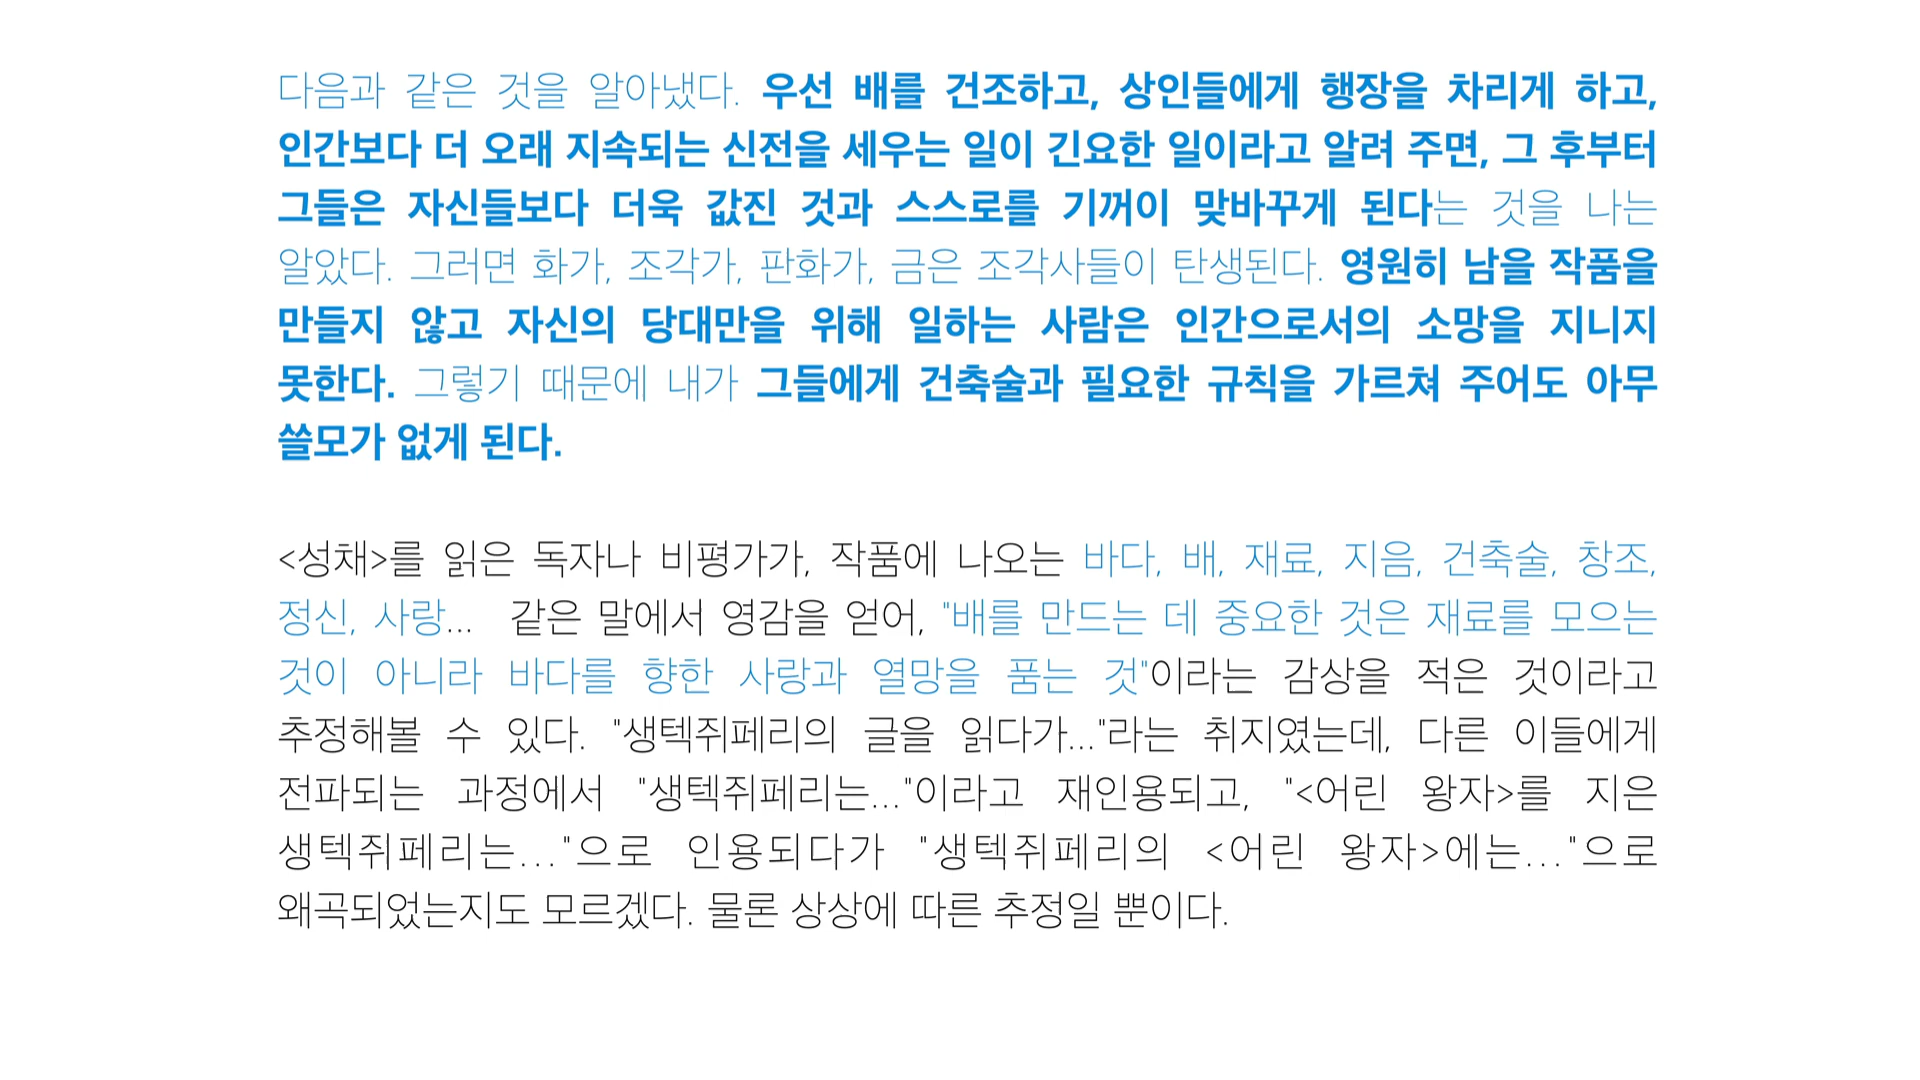 다음과 같은 것을 알아냈다. 우선 배를 건조하고, 상인들에게 행장을 차리게 하고,
인간보다 더 오래 지속되는 신전을 세우는 일이 긴요한 일이라고 알려 주면, 그 후부터
그들은 자신들보다 더욱 값진 것과 스스로를 기꺼이 맞바꾸게 된다는 것을 나는
알았다. 그러면 화가, 조각가, 판화가, 금은 조각사들이 탄생된다. 영원히 남을 작품을
만들지 않고 자신의 당대만을 위해 일하는 사람은 인간으로서의 소망을 지니지
못한다. 그렇기 때문에 내가 그들에게 건축술과 필요한 규칙을 가르쳐 주어도 아무
쓸모가 없게 된다.
<성채>를 읽은 독자나 비평가가, 작품에 나오는 바다, 배, 재료, 지음, 건축술, 창조,
정신, 사랑... 같은 말에서 영감을 얻어, "배를 만드는 데 중요한 것은 재료를 모으는
것이 아니라 바다를 향한 사랑과 열망을 품는 것"이라는 감상을 적은 것이라고
추정해볼 수 있다. "생텍쥐페리의 글을 읽다가..."라는 취지였는데, 다른 이들에게
전파되는 과정에서 "생텍쥐페리는..."이라고 재인용되고, "<어린 왕자>를 지은
생텍쥐페리는..."으로 인용되다가 "생텍쥐페리의 <어린 왕자>에는..."으로
왜곡되었는지도 모르겠다. 물론 상상에 따른 추정일 뿐이다.